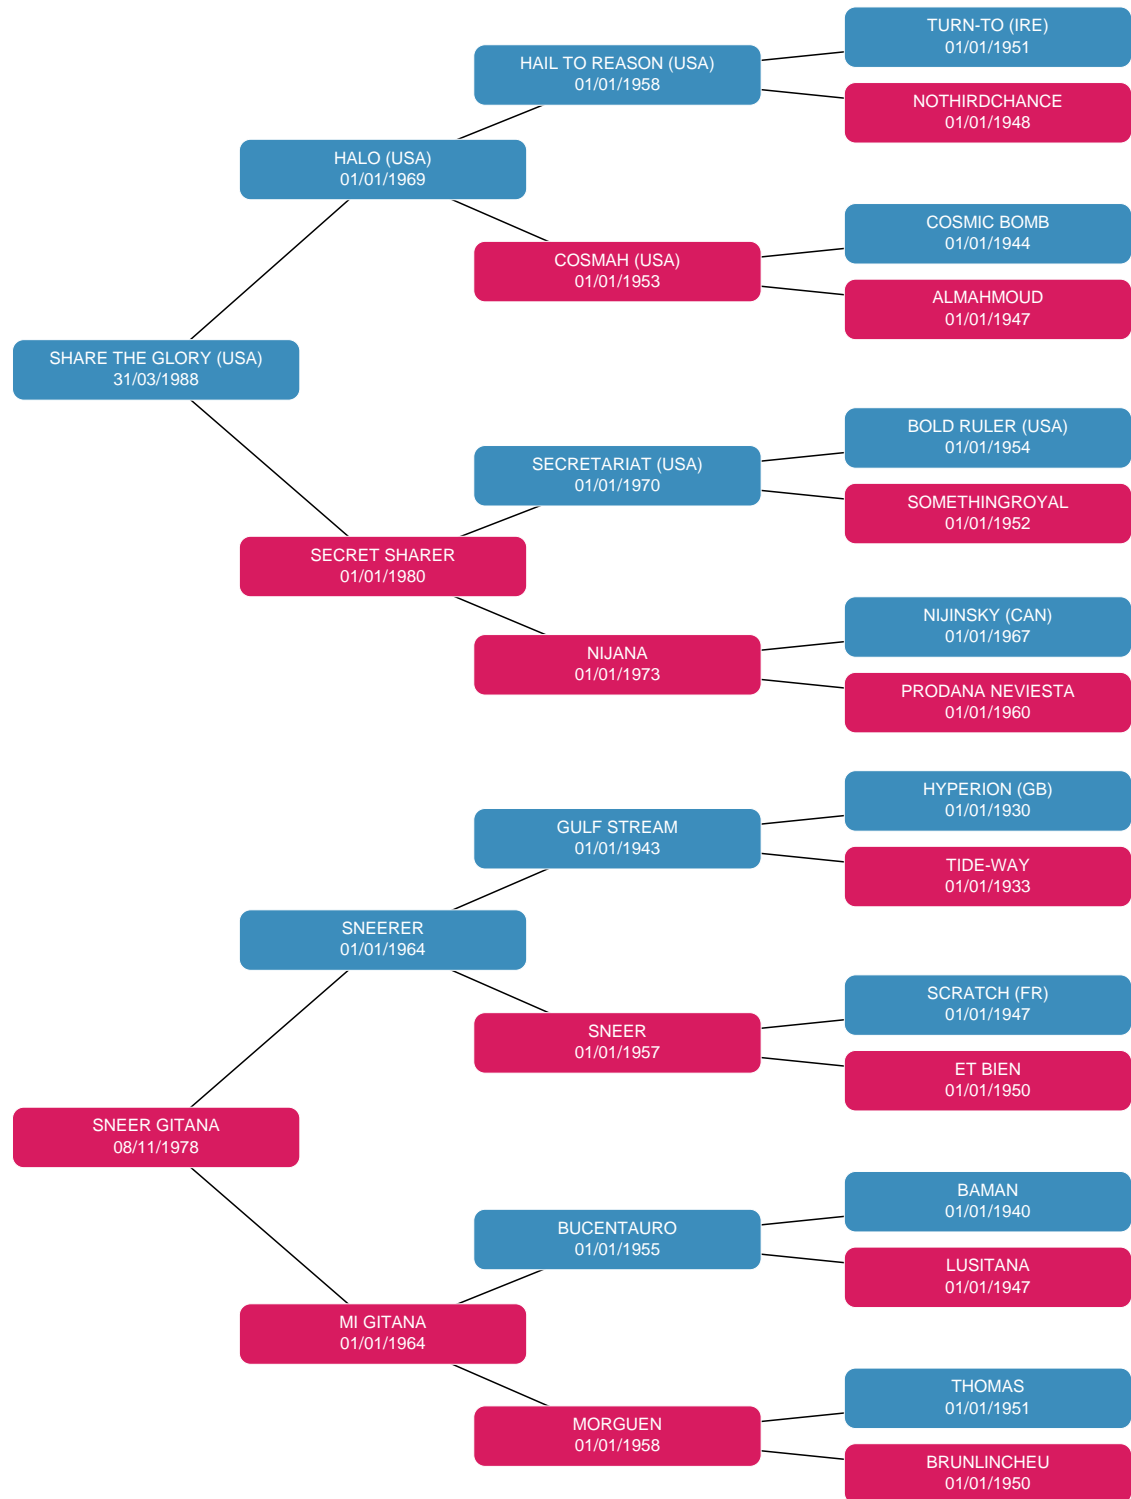 TURN-TO (IRE)
01/01/1951
HAIL TO REASON (USA)
01/01/1958
NOTHIRDCHANCE
01/01/1948
HALO (USA)
01/01/1969
COSMIC BOMB
01/01/1944
COSMAH (USA)
01/01/1953
ALMAHMOUD
01/01/1947
SHARE THE GLORY (USA)
31/03/1988
BOLD RULER (USA)
01/01/1954
SECRETARIAT (USA)
01/01/1970
SOMETHINGROYAL
01/01/1952
SECRET SHARER
01/01/1980
NIJINSKY (CAN)
01/01/1967
NIJANA
01/01/1973
PRODANA NEVIESTA
01/01/1960
HYPERION (GB)
01/01/1930
GULF STREAM
01/01/1943
TIDE-WAY
01/01/1933
SNEERER
01/01/1964
SCRATCH (FR)
01/01/1947
SNEER
01/01/1957
ET BIEN
01/01/1950
SNEER GITANA
08/11/1978
BAMAN
01/01/1940
BUCENTAURO
01/01/1955
LUSITANA
01/01/1947
MI GITANA
01/01/1964
THOMAS
01/01/1951
MORGUEN
01/01/1958
BRUNLINCHEU
01/01/1950